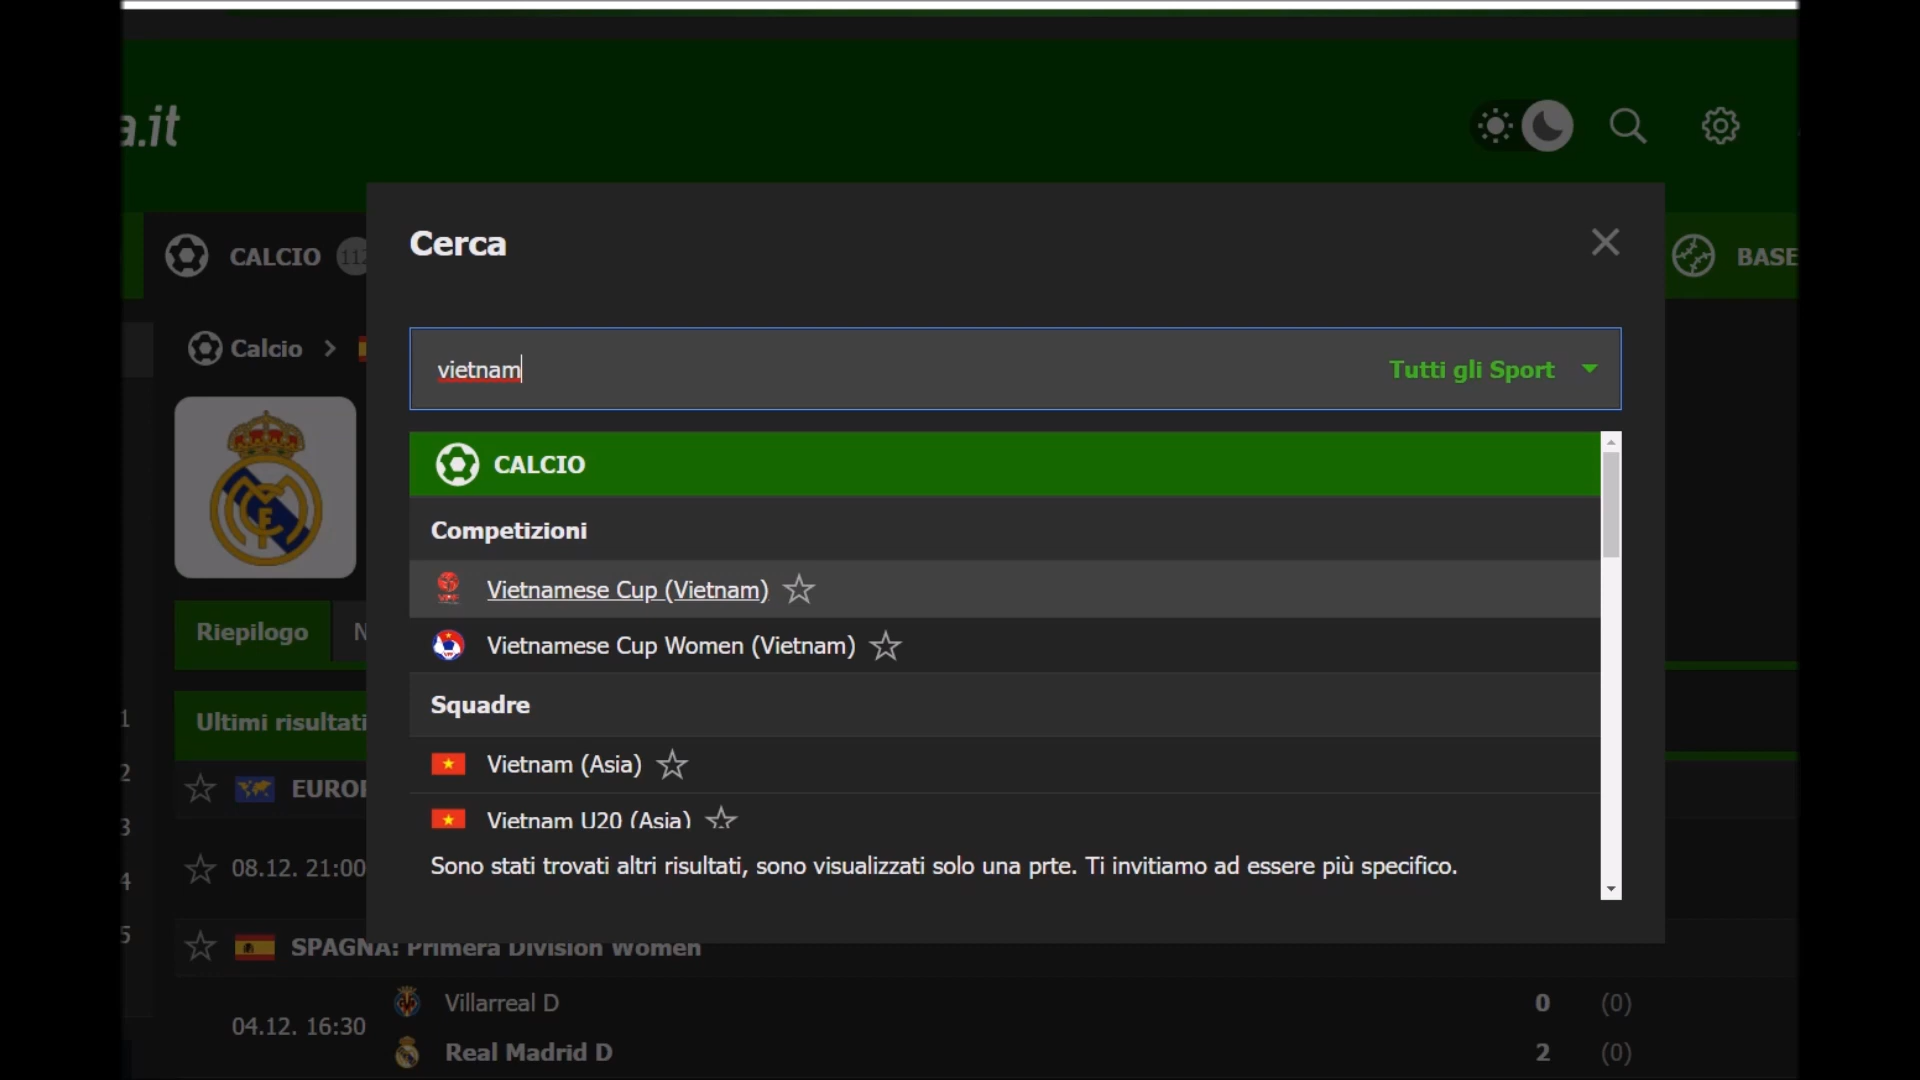 a.it
CALCIO
BASE
Cerca
Calcio
vietnam
Tutti gli Sport
CALCIO
Competizioni
Vietnamese Cup (Vietnam)
Vietnamese Cup Women (Vietnam)
Riepilogo N
Squadre
1
Ultimi risultati
Vietnam (Asia)
2
EUROP
Vietnam U20 (Asia)
3
Sono stati trovati altri risultati, sono visualizzati solo una prte. Ti invitiamo ad essere più specifico.
08.12. 21:00
4
5
SPAGNA: Primera Division Women
Villarreal D 0 (0)
04.12. 16:30
Real Madrid D 2 (0)